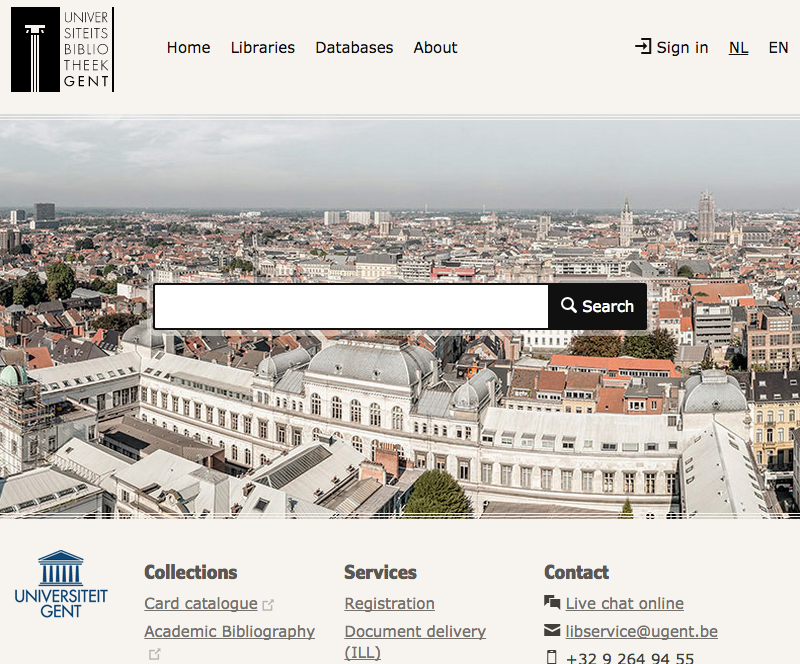 UNIVER
SITEITS
BIBLIO
THEEK
GENT
Home Libraries Databases About
Sign in NL EN
Search
UNIVERSITEIT
GENT
Collections
Card catalogue
Academic Bibliography
Services
Registration
Document delivery
(ILL)
Contact
Live chat online
libservice@ugent.be
+32 9 264 94 55